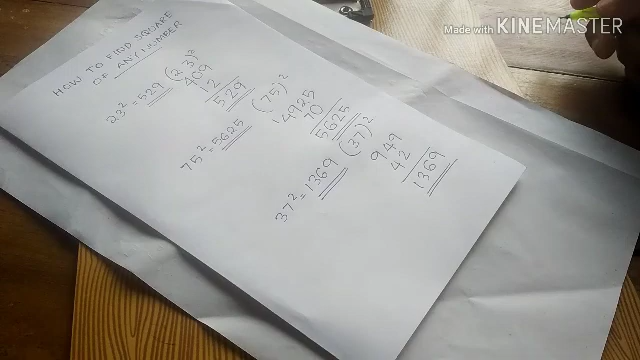 HOW TO FIND SQUARE
OF ANY NUMBER
23² = 529 (23)²
409
12
529
75² = 5625 (75)²
4925
70
5625
37² = 1369 (37)²
949
42
1369
Made with KINEMASTER